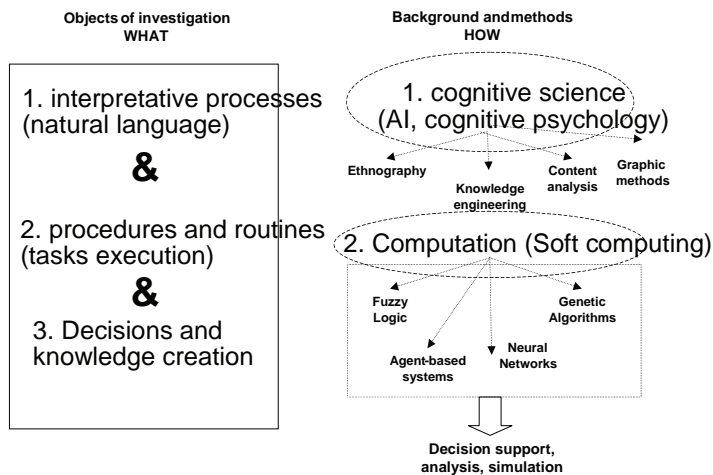 Objects of investigation
WHAT
1. interpretative processes
(natural language)
&
2. procedures and routines
(tasks execution)
&
3. Decisions and
knowledge creation
Background and methods
HOW
1. cognitive science
(AI, cognitive psychology)
Ethnography
Knowledge
engineering
Content
analysis
Graphic
methods
2. Computation (Soft computing)
Fuzzy
Logic
Agent-based
systems
Neural
Networks
Genetic
Algorithms
Decision support,
analysis, simulation